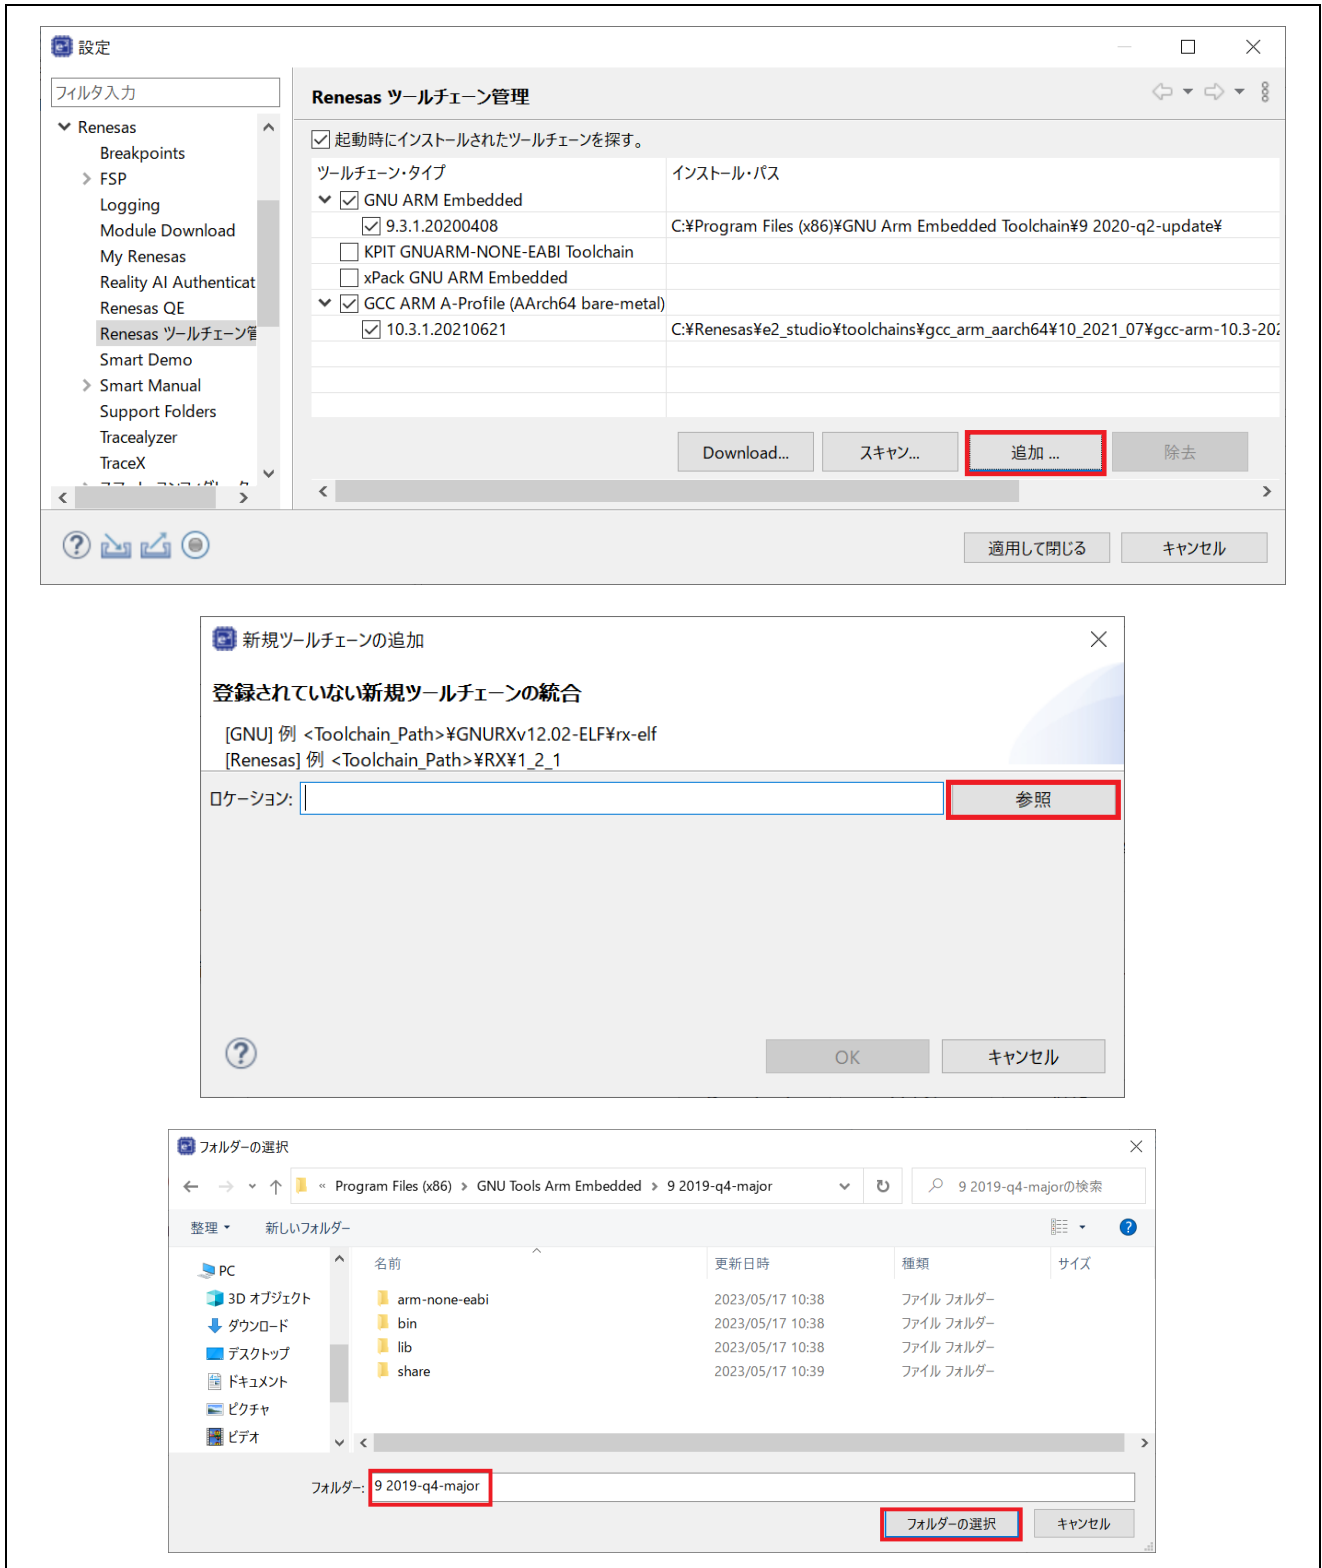 設定
フィルタ入力
Renesas
Breakpoints
FSP
Logging
Module Download
My Renesas
Reality AI Authenticat
Renesas QE
Renesas ツールチェーン管
Smart Demo
Smart Manual
Support Folders
Tracealyzer
TraceX
Renesas ツールチェーン管理
起動時にインストールされたツールチェーンを探す。
ツールチェーン・タイプ インストール・パス
GNU ARM Embedded
9.3.1.20200408 C:¥Program Files (x86)¥GNU Arm Embedded Toolchain¥9 2020-q2-update¥
KPIT GNUARM-NONE-EABI Toolchain
xPack GNU ARM Embedded
GCC ARM A-Profile (AArch64 bare-metal)
10.3.1.20210621 C:¥Renesas¥e2_studio¥toolchains¥gcc_arm_aarch64¥10_2021_07¥gcc-arm-10.3-202
Download... スキャン... 追加 ... 除去
適用して閉じる キャンセル
新規ツールチェーンの追加
登録されていない新規ツールチェーンの統合
[GNU] 例 <Toolchain_Path>¥GNURXv12.02-ELF¥rx-elf
[Renesas] 例 <Toolchain_Path>¥RX¥1_2_1
ロケーション: 参照
OK キャンセル
フォルダーの選択
« Program Files (x86) > GNU Tools Arm Embedded > 9 2019-q4-major 9 2019-q4-majorの検索
整理 新しいフォルダー
PC
3D オブジェクト
ダウンロード
デスクトップ
ドキュメント
ピクチャ
ビデオ
名前 更新日時 種類 サイズ
arm-none-eabi 2023/05/17 10:38 ファイル フォルダー
bin 2023/05/17 10:38 ファイル フォルダー
lib 2023/05/17 10:38 ファイル フォルダー
share 2023/05/17 10:39 ファイル フォルダー
フォルダー: 9 2019-q4-major
フォルダーの選択 キャンセル